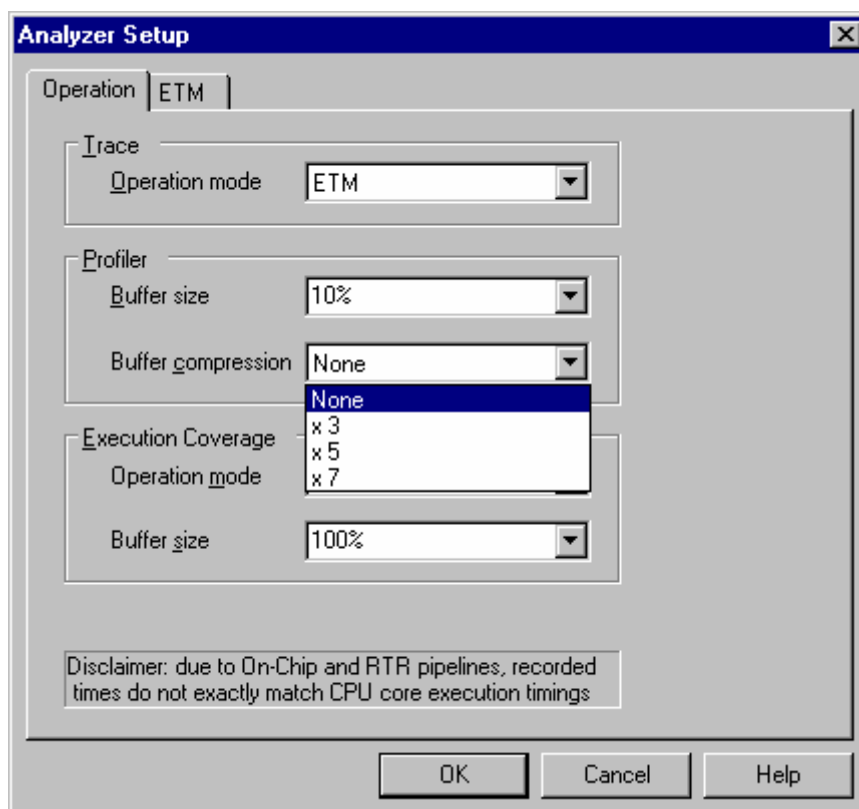 Analyzer Setup
Operation
ETM
Trace
Operation mode
ETM
Profiler
Buffer size
10%
Buffer compression
None
None
x 3
x 5
x 7
Execution Coverage
Operation mode
Buffer size
100%
Disclaimer: due to On-Chip and RTR pipelines, recorded
times do not exactly match CPU core execution timings
OK
Cancel
Help